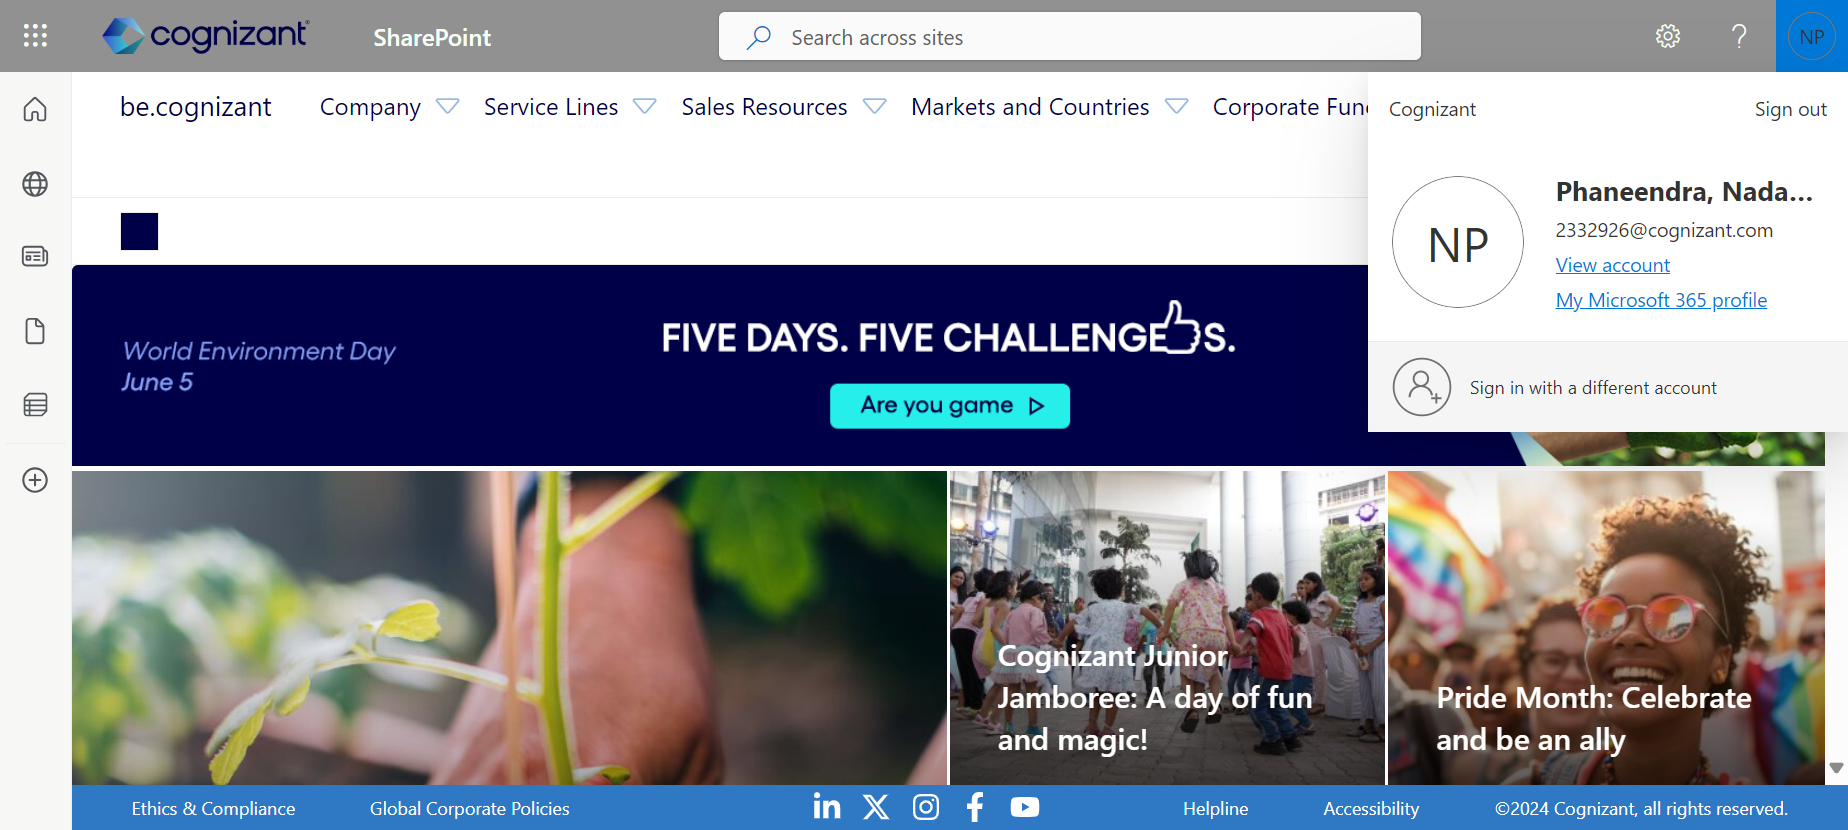 cognizant
SharePoint
Search across sites
NP
be.cognizant
Company
Service Lines
Sales Resources
Markets and Countries
Corporate Fun
Cognizant
Sign out
NP
Phaneendra, Nada...
2332926@cognizant.com
View account
My Microsoft 365 profile
Sign in with a different account
World Environment Day
June 5
FIVE DAYS. FIVE CHALLENGES.
Are you game
Cognizant Junior
Jamboree: A day of fun
and magic!
Pride Month: Celebrate
and be an ally
Ethics & Compliance
Global Corporate Policies
Helpline
Accessibility
©2024 Cognizant, all rights reserved.